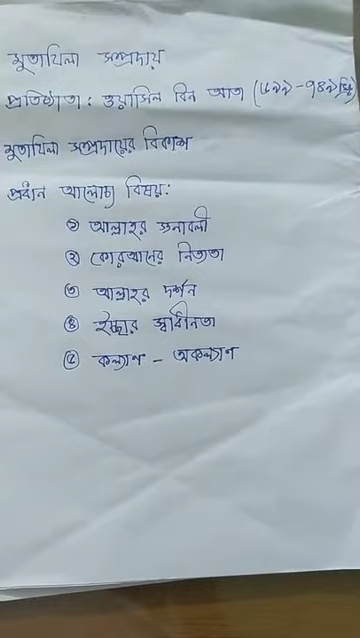 মুতাযিলা সম্প্রদায়
প্রতিষ্ঠাতা : ওয়াসিল বিন আতা (৬৯৯-৭৪৯খ্রিঃ)
মুতাযিলা সম্প্রদায়ের বিকাশ
প্রধান আলোচ্য বিষয়:
১ আল্লাহর গুনাবলী
২ কোরআনের নিত্যতা
৩ আল্লাহর দর্শন
৪ ইচ্ছার স্বাধীনতা
৫ কল্যাণ - অকল্যাণ